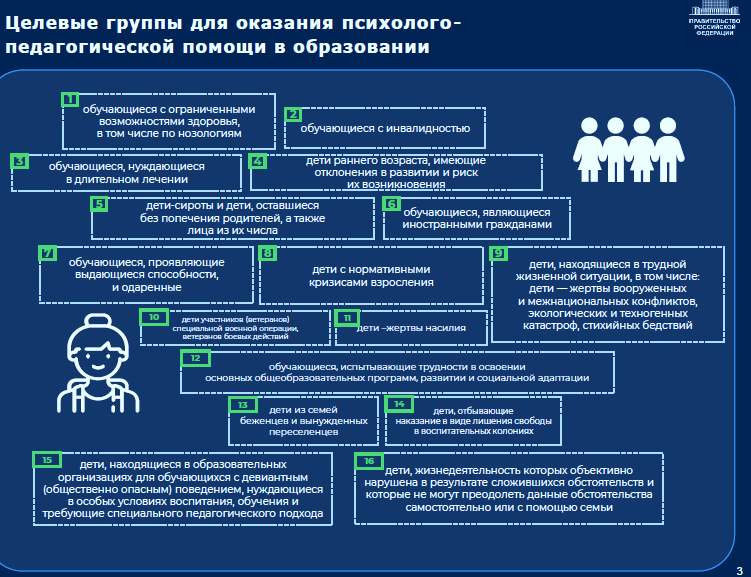 Целевые группы для оказания психолого-
педагогической помощи в образовании
ПРАВИТЕЛЬСТВО
РОССИЙСКОЙ
ФЕДЕРАЦИИ
1
обучающиеся с ограниченными
возможностями здоровья,
в том числе по нозологиям
2
обучающиеся с инвалидностью
3
обучающиеся, нуждающиеся
в длительном лечении
4
дети раннего возраста, имеющие
отклонения в развитии и риск
их возникновения
5
дети-сироты и дети, оставшиеся
без попечения родителей, а также
лица из их числа
6
обучающиеся, являющиеся
иностранными гражданами
7
обучающиеся, проявляющие
выдающиеся способности,
и одаренные
8
дети с нормативными
кризисами взросления
9
дети, находящиеся в трудной
жизненной ситуации, в том числе:
дети — жертвы вооруженных
и межнациональных конфликтов,
экологических и техногенных
катастроф, стихийных бедствий
10
дети участников (ветеранов)
специальной военной операции,
ветеранов боевых действий
11
дети –жертвы насилия
12
обучающиеся, испытывающие трудности в освоении
основных общеобразовательных программ, развитии и социальной адаптации
13
дети из семей
беженцев и вынужденных
переселенцев
14
дети, отбывающие
наказание в виде лишения свободы
в воспитательных колониях
15
дети, находящиеся в образовательных
организациях для обучающихся с девиантным
(общественно опасным) поведением, нуждающиеся
в особых условиях воспитания, обучения и
требующие специального педагогического подхода
16
дети, жизнедеятельность которых объективно
нарушена в результате сложившихся обстоятельств и
которые не могут преодолеть данные обстоятельства
самостоятельно или с помощью семьи
3